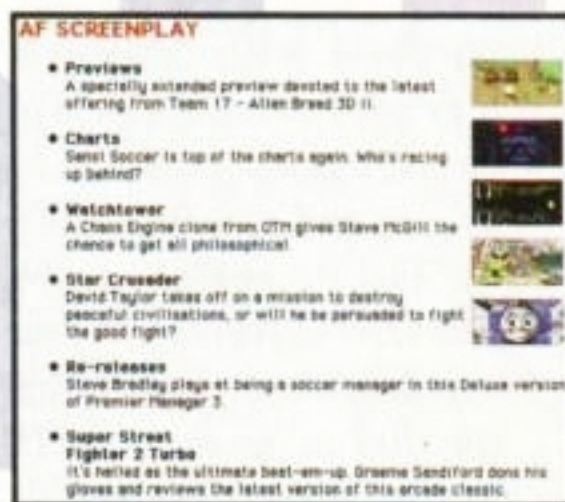 AF SCREENPLAY
• Previews
A specially extended preview devoted to the latest
offering from Team 17 - Alien Breed 3D II.
• Charts
Sensi Soccer is top of the charts again. Who's racing
up behind?
• Watchtower
A Chaos Engine clone from OTM gives Steve McGill the
chance to get all philosophical
• Star Crusader
David Taylor takes off on a mission to destroy
peaceful civilisations, or will he be persuaded to fight
the good fight?
• Re-releases
Steve Bradley plays at being a soccer manager in this Deluxe version
of Premier Manager 3.
• Super Street
Fighter 2 Turbo
It's hailed as the ultimate beat-em-up. Graeme Sandiford dons his
gloves and reviews the latest version of this arcade classic.